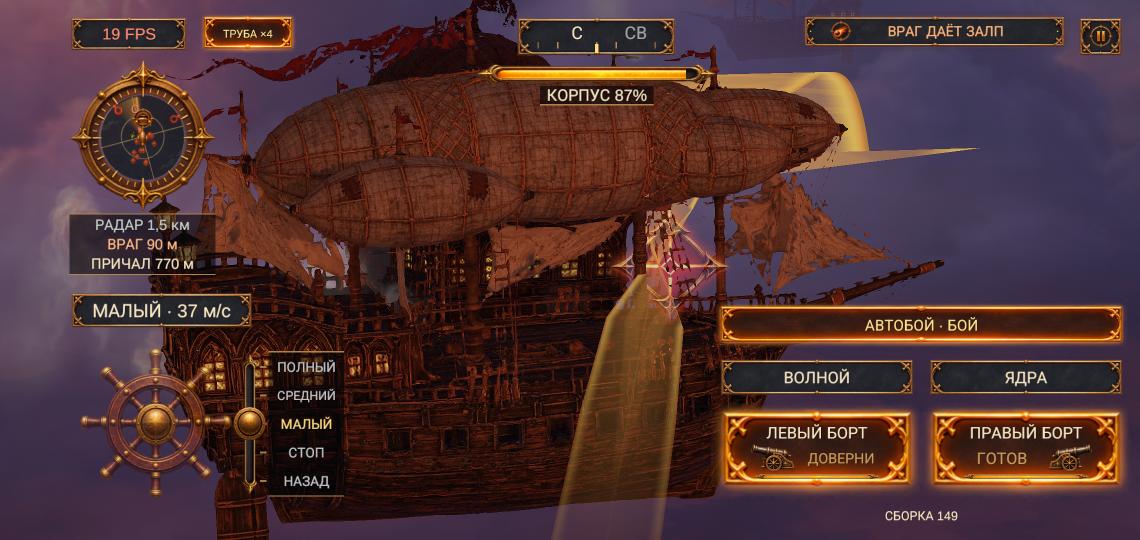 19 FPS
ТРУБА ×4
С
СВ
ВРАГ ДАЁТ ЗАЛП
КОРПУС 87%
РАДАР 1,5 км
ВРАГ 90 м
ПРИЧАЛ 770 м
МАЛЫЙ · 37 м/с
ПОЛНЫЙ
СРЕДНИЙ
МАЛЫЙ
СТОП
НАЗАД
АВТОБОЙ · БОЙ
ВОЛНОЙ
ЯДРА
ЛЕВЫЙ БОРТ
ДОВЕРНИ
ПРАВЫЙ БОРТ
ГОТОВ
СБОРКА 149